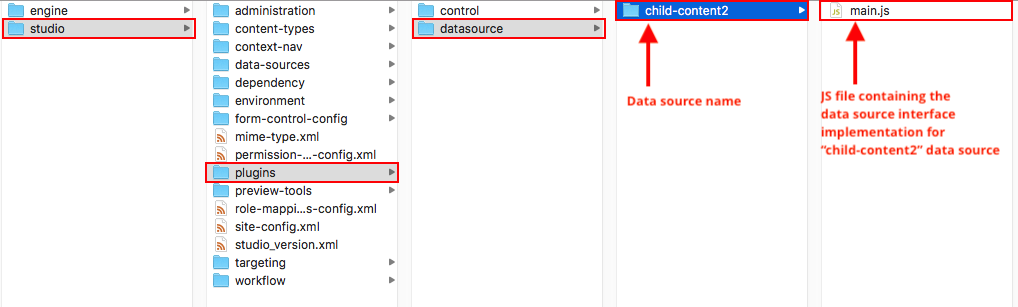 engine
studio
administration
content-types
context-nav
data-sources
dependency
environment
form-control-config
mime-type.xml
permission-...-config.xml
plugins
preview-tools
role-mappi...s-config.xml
site-config.xml
studio_version.xml
targeting
workflow
control
datasource
child-content2
Data source name
JS main.js
JS file containing the
data source interface
implementation for
“child-content2” data source